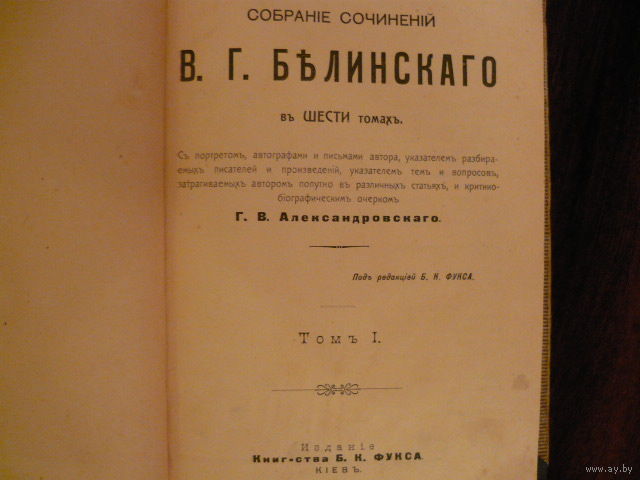 СОБРАНІЕ СОЧИНЕНІЙ
В. Г. БѢЛИНСКАГО
въ ШЕСТИ томахъ.
Съ портретомъ, автографами и письмами автора, указателемъ разбира-
емыхъ писателей и произведеній, указателемъ темъ и вопросовъ,
затрагиваемыхъ авторомъ попутно въ различныхъ статьяхъ, и критико-
біографическимъ очеркомъ
Г. В. Александровскаго.
Подъ редакціей Б. К. ФУКСА.
Томъ I.
Изданіе
Книг-ства Б. К. ФУКСА.
КІЕВЪ.
www.ay.by